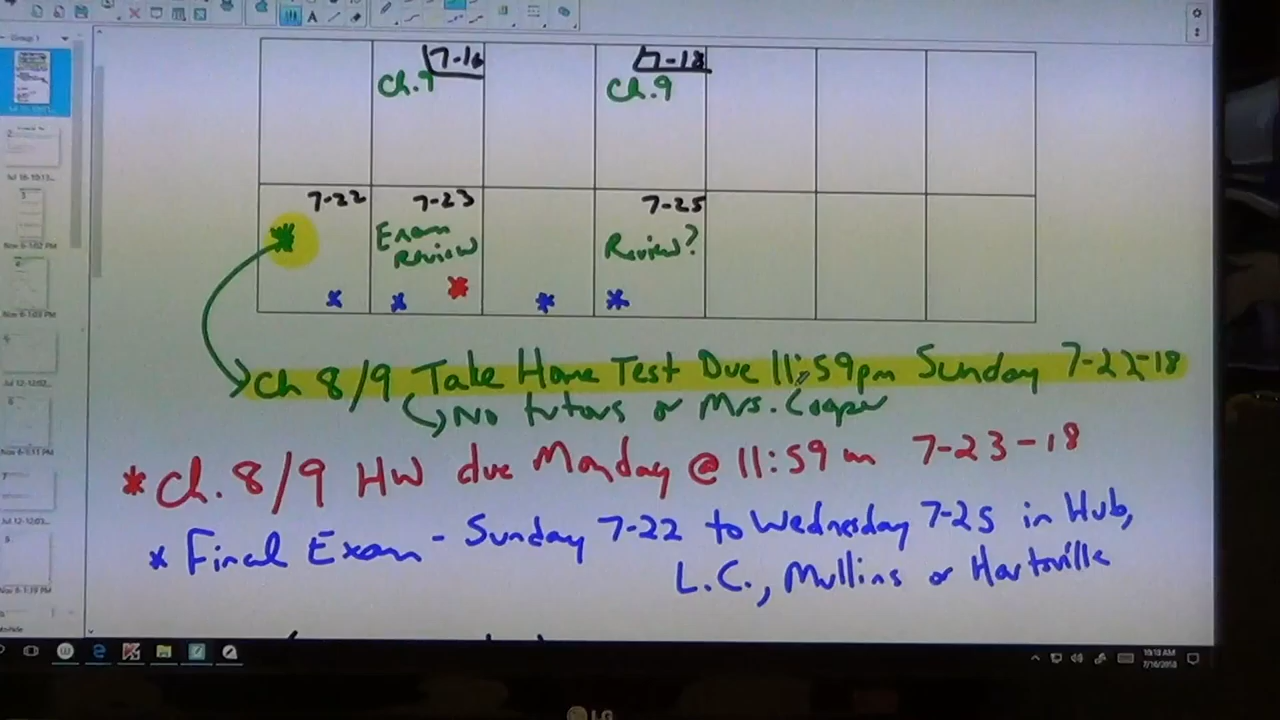 Group 1
7-16
7-18
Ch. 9
Ch. 9
7-22
7-23
7-25
Exam
Review
Review?
Ch 8/9 Take Home Test Due 11:59pm Sunday 7-22-18
No tutors or Mrs. Cooper
* Ch. 8/9 HW due Monday @ 11:59 7-23-18
* Final Exam - Sunday 7-22 to Wednesday 7-25 in Hub,
L.C., Mullins or Hartsville
LG